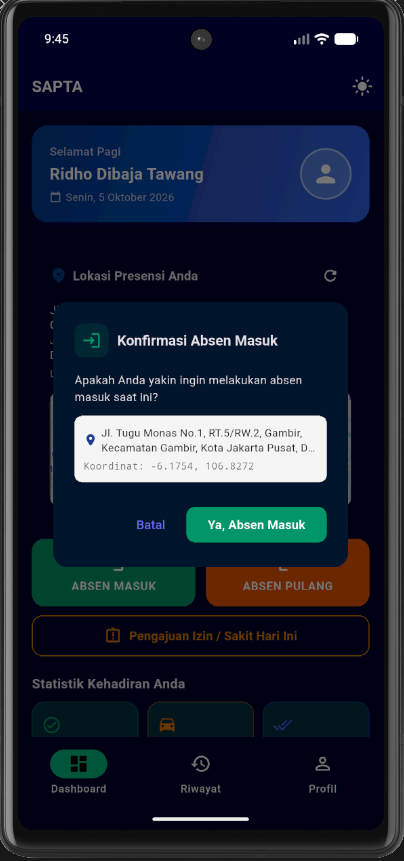 9:45
SAPTA
Selamat Pagi
Ridho Dibaja Tawang
Senin, 5 Oktober 2026
Lokasi Presensi Anda
Konfirmasi Absen Masuk
Apakah Anda yakin ingin melakukan absen
masuk saat ini?
Jl. Tugu Monas No.1, RT.5/RW.2, Gambir,
Kecamatan Gambir, Kota Jakarta Pusat, D...
Koordinat: -6.1754, 106.8272
Batal
Ya, Absen Masuk
ABSEN MASUK
ABSEN PULANG
Pengajuan Izin / Sakit Hari Ini
Statistik Kehadiran Anda
Dashboard
Riwayat
Profil